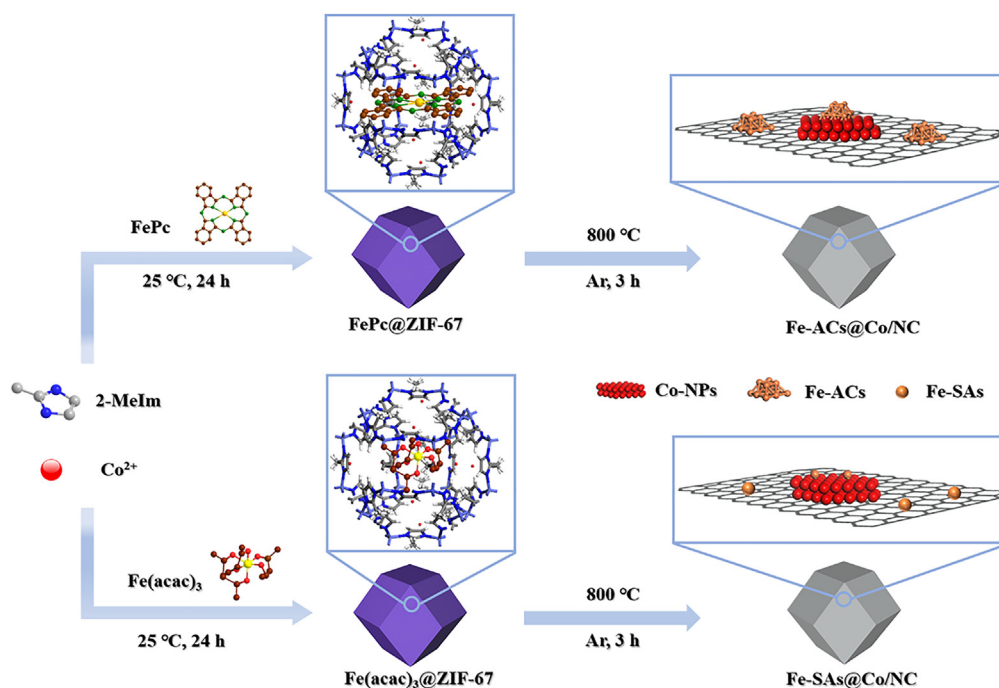 FePc
25 °C, 24 h
FePc@ZIF-67
800 °C
Ar, 3 h
Fe-ACs@Co/NC
2-MeIm
Co²⁺
Co-NPs
Fe-ACs
Fe-SAs
Fe(acac)₃
25 °C, 24 h
Fe(acac)₃@ZIF-67
800 °C
Ar, 3 h
Fe-SAs@Co/NC